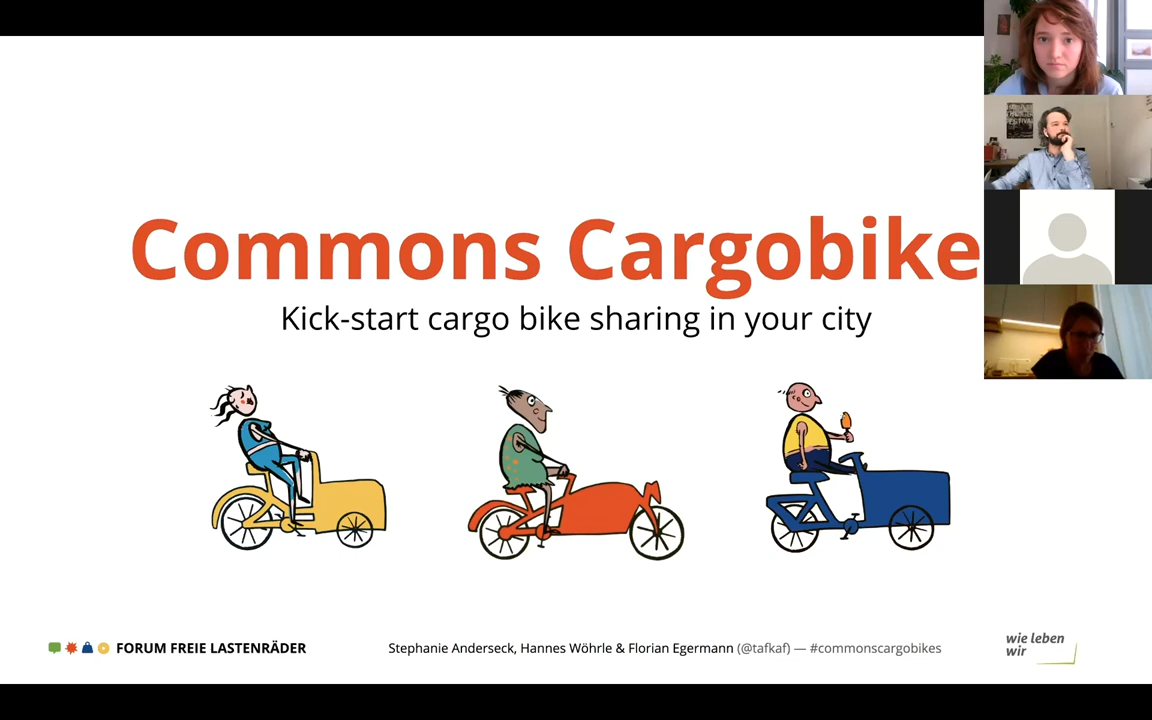 Commons Cargobike
Kick-start cargo bike sharing in your city
FORUM FREIE LASTENRÄDER
Stephanie Anderseck, Hannes Wöhrle & Florian Egermann (@tafkaf) — #commonscargobikes
wie leben
wir